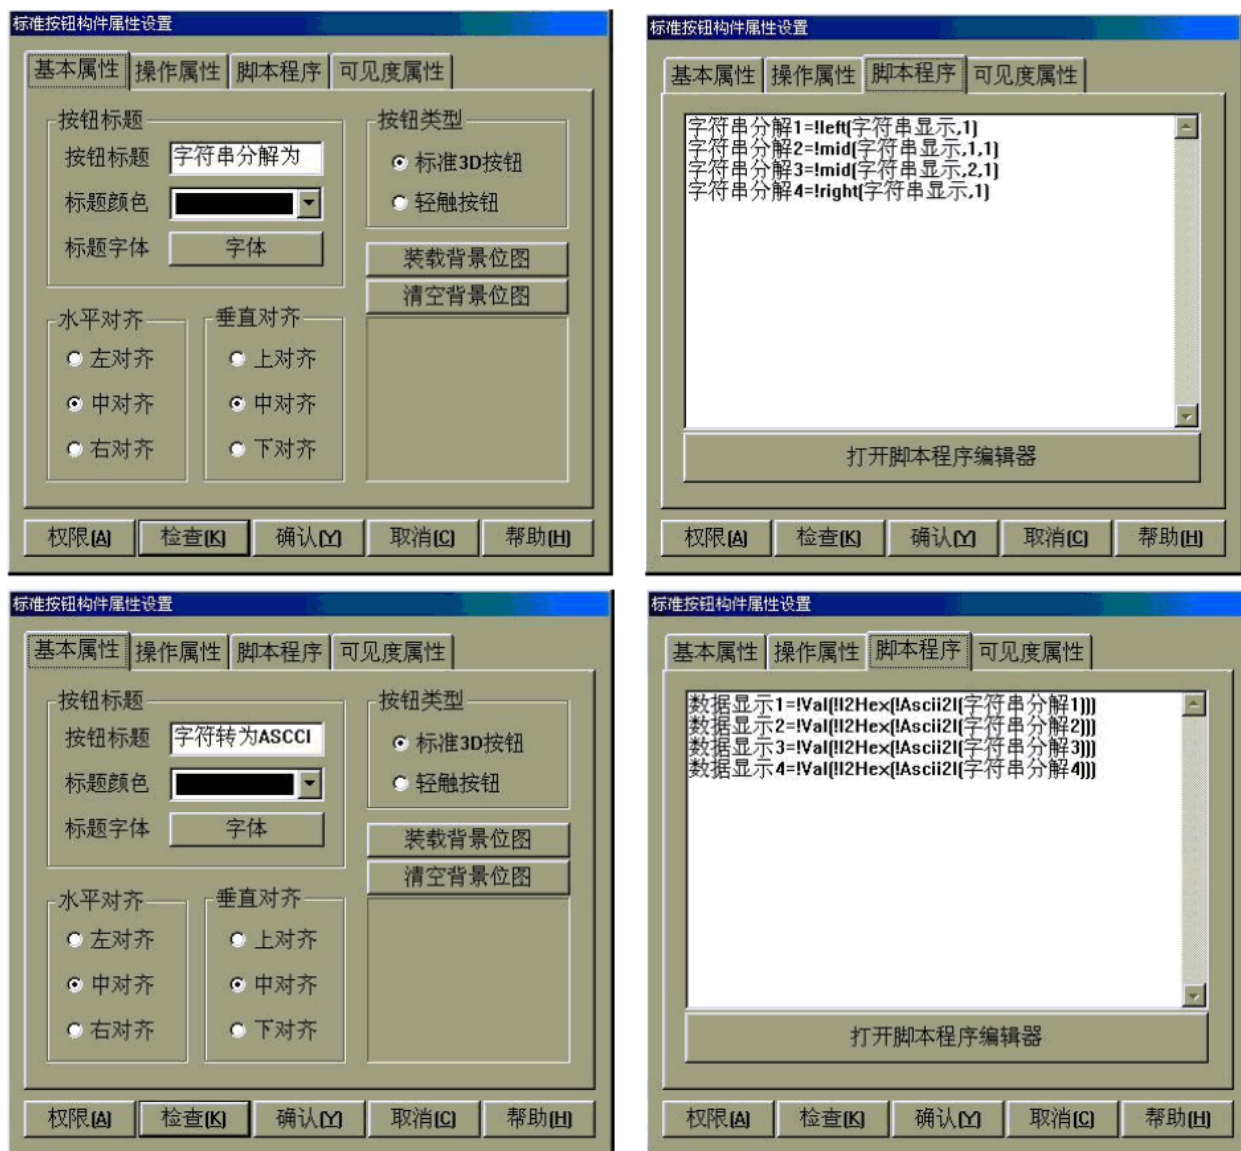 标准按钮构件属性设置
基本属性 操作属性 脚本程序 可见度属性
按钮标题
按钮标题 字符串分解为
标题颜色
标题字体 字体
按钮类型
标准3D按钮
轻触按钮
装载背景位图
清空背景位图
水平对齐
左对齐
中对齐
右对齐
垂直对齐
上对齐
中对齐
下对齐
权限(A) 检查(K) 确认(Y) 取消(C) 帮助(H)
标准按钮构件属性设置
基本属性 操作属性 脚本程序 可见度属性
字符串分解1=!left(字符串显示,1)
字符串分解2=!mid(字符串显示,1,1)
字符串分解3=!mid(字符串显示,2,1)
字符串分解4=!right(字符串显示,1)
打开脚本程序编辑器
权限(A) 检查(K) 确认(Y) 取消(C) 帮助(H)
标准按钮构件属性设置
基本属性 操作属性 脚本程序 可见度属性
按钮标题
按钮标题 字符转为ASCCI
标题颜色
标题字体 字体
按钮类型
标准3D按钮
轻触按钮
装载背景位图
清空背景位图
水平对齐
左对齐
中对齐
右对齐
垂直对齐
上对齐
中对齐
下对齐
权限(A) 检查(K) 确认(Y) 取消(C) 帮助(H)
标准按钮构件属性设置
基本属性 操作属性 脚本程序 可见度属性
数据显示1=!Val(!I2Hex(!Ascii2I(字符串分解1)))
数据显示2=!Val(!I2Hex(!Ascii2I(字符串分解2)))
数据显示3=!Val(!I2Hex(!Ascii2I(字符串分解3)))
数据显示4=!Val(!I2Hex(!Ascii2I(字符串分解4)))
打开脚本程序编辑器
权限(A) 检查(K) 确认(Y) 取消(C) 帮助(H)